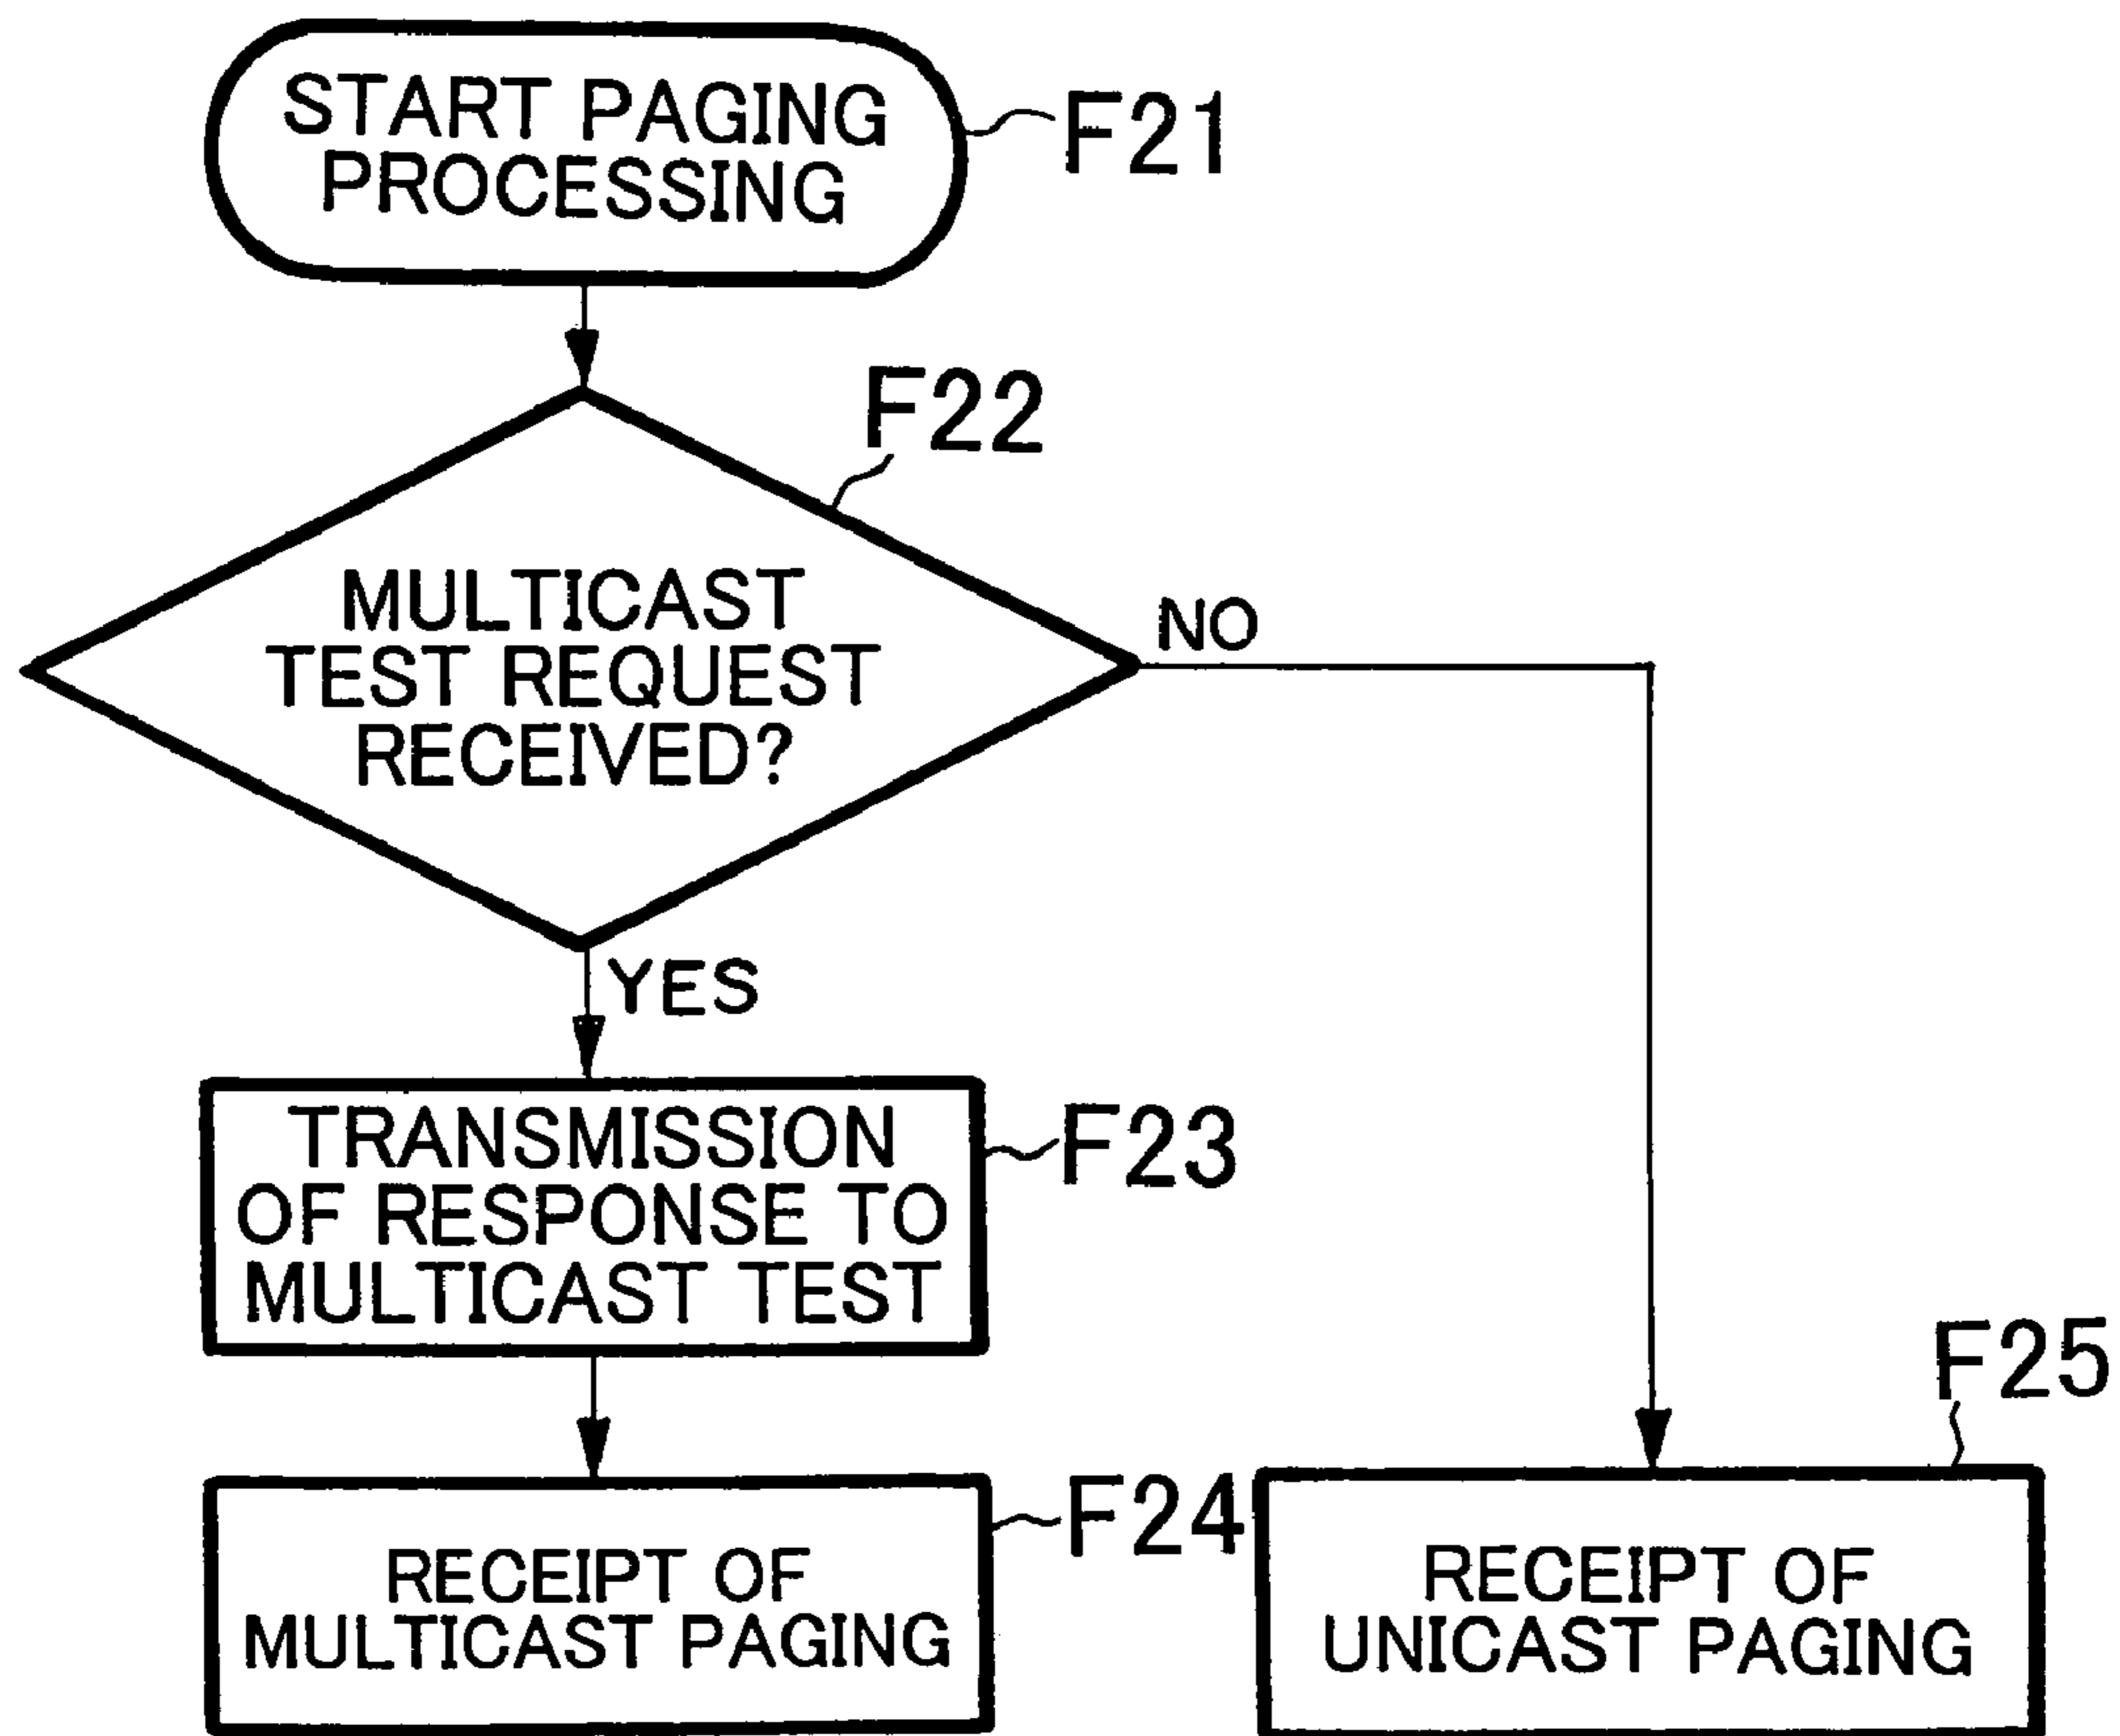 START PAGING
PROCESSING
F21
F22
MULTICAST
TEST REQUEST
RECEIVED?
NO
YES
TRANSMISSION
OF RESPONSE TO
MULTICAST TEST
F23
F25
RECEIPT OF
MULTICAST PAGING
F24
RECEIPT OF
UNICAST PAGING